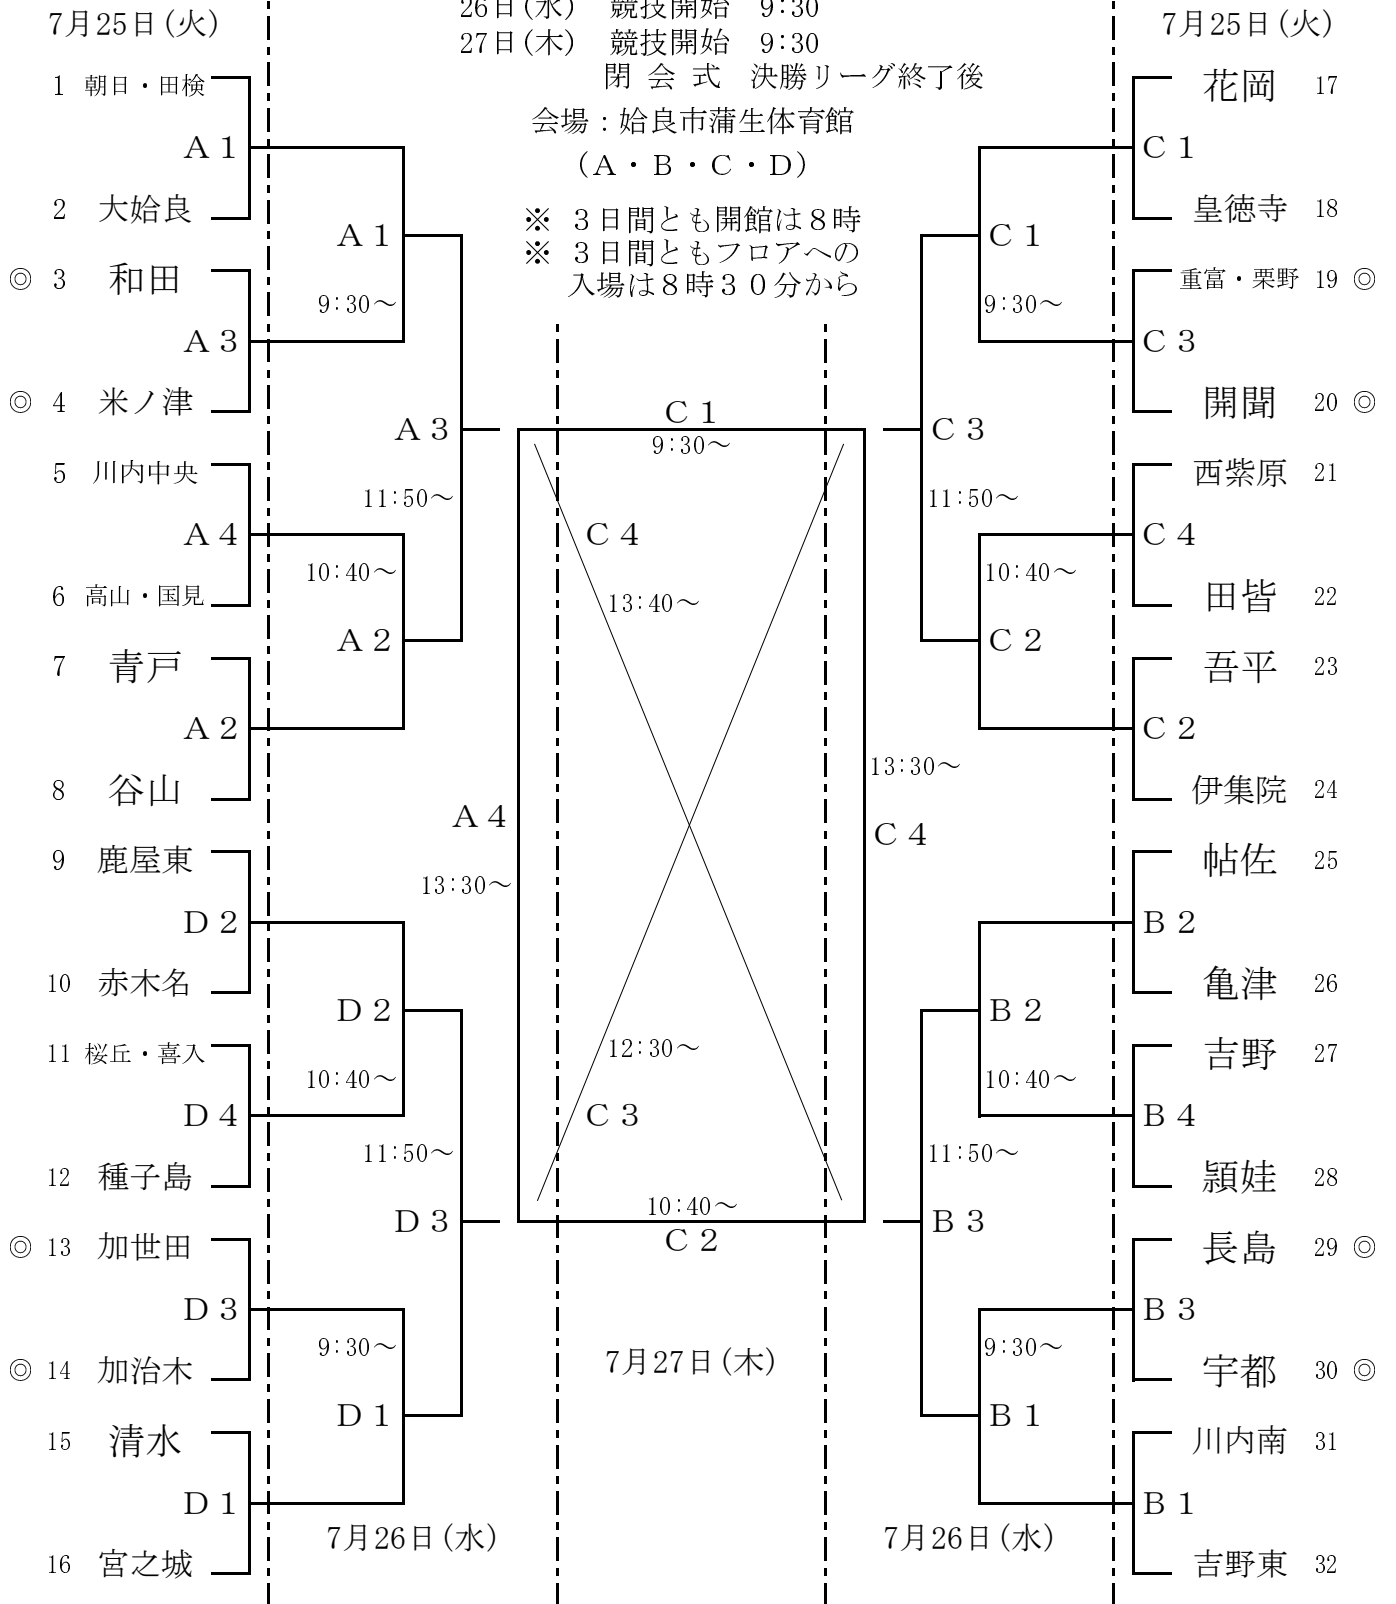 26日(水)　競技開始　9:30
27日(木)　競技開始　9:30
閉 会 式　決勝リーグ終了後
会場：姶良市蒲生体育館
（Ａ・Ｂ・Ｃ・Ｄ）
※　３日間とも開館は８時
※　３日間ともフロアへの
入場は８時３０分から
7月25日(火)
1 朝日・田検
Ａ１
2 大姶良
◎ 3 和田
Ａ３
◎ 4 米ノ津
5 川内中央
Ａ４
6 高山・国見
7 青戸
Ａ２
8 谷山
9 鹿屋東
Ｄ２
10 赤木名
11 桜丘・喜入
Ｄ４
12 種子島
◎ 13 加世田
Ｄ３
◎ 14 加治木
15 清水
Ｄ１
16 宮之城
Ａ１
9:30～
Ａ３
11:50～
10:40～
Ａ２
Ｄ２
10:40～
11:50～
Ｄ３
9:30～
Ｄ１
7月26日(水)
Ｃ１
9:30～
Ｃ４
13:40～
Ａ４
13:30～
13:30～
Ｃ４
12:30～
Ｃ３
10:40～
Ｃ２
7月27日(木)
Ｃ１
9:30～
Ｃ３
11:50～
10:40～
Ｃ２
Ｂ２
10:40～
11:50～
Ｂ３
9:30～
Ｂ１
7月26日(水)
7月25日(火)
花岡 17
Ｃ１
皇徳寺 18
重富・栗野 19 ◎
Ｃ３
開聞 20 ◎
西紫原 21
Ｃ４
田皆 22
吾平 23
Ｃ２
伊集院 24
帖佐 25
Ｂ２
亀津 26
吉野 27
Ｂ４
頴娃 28
長島 29 ◎
Ｂ３
宇都 30 ◎
川内南 31
Ｂ１
吉野東 32